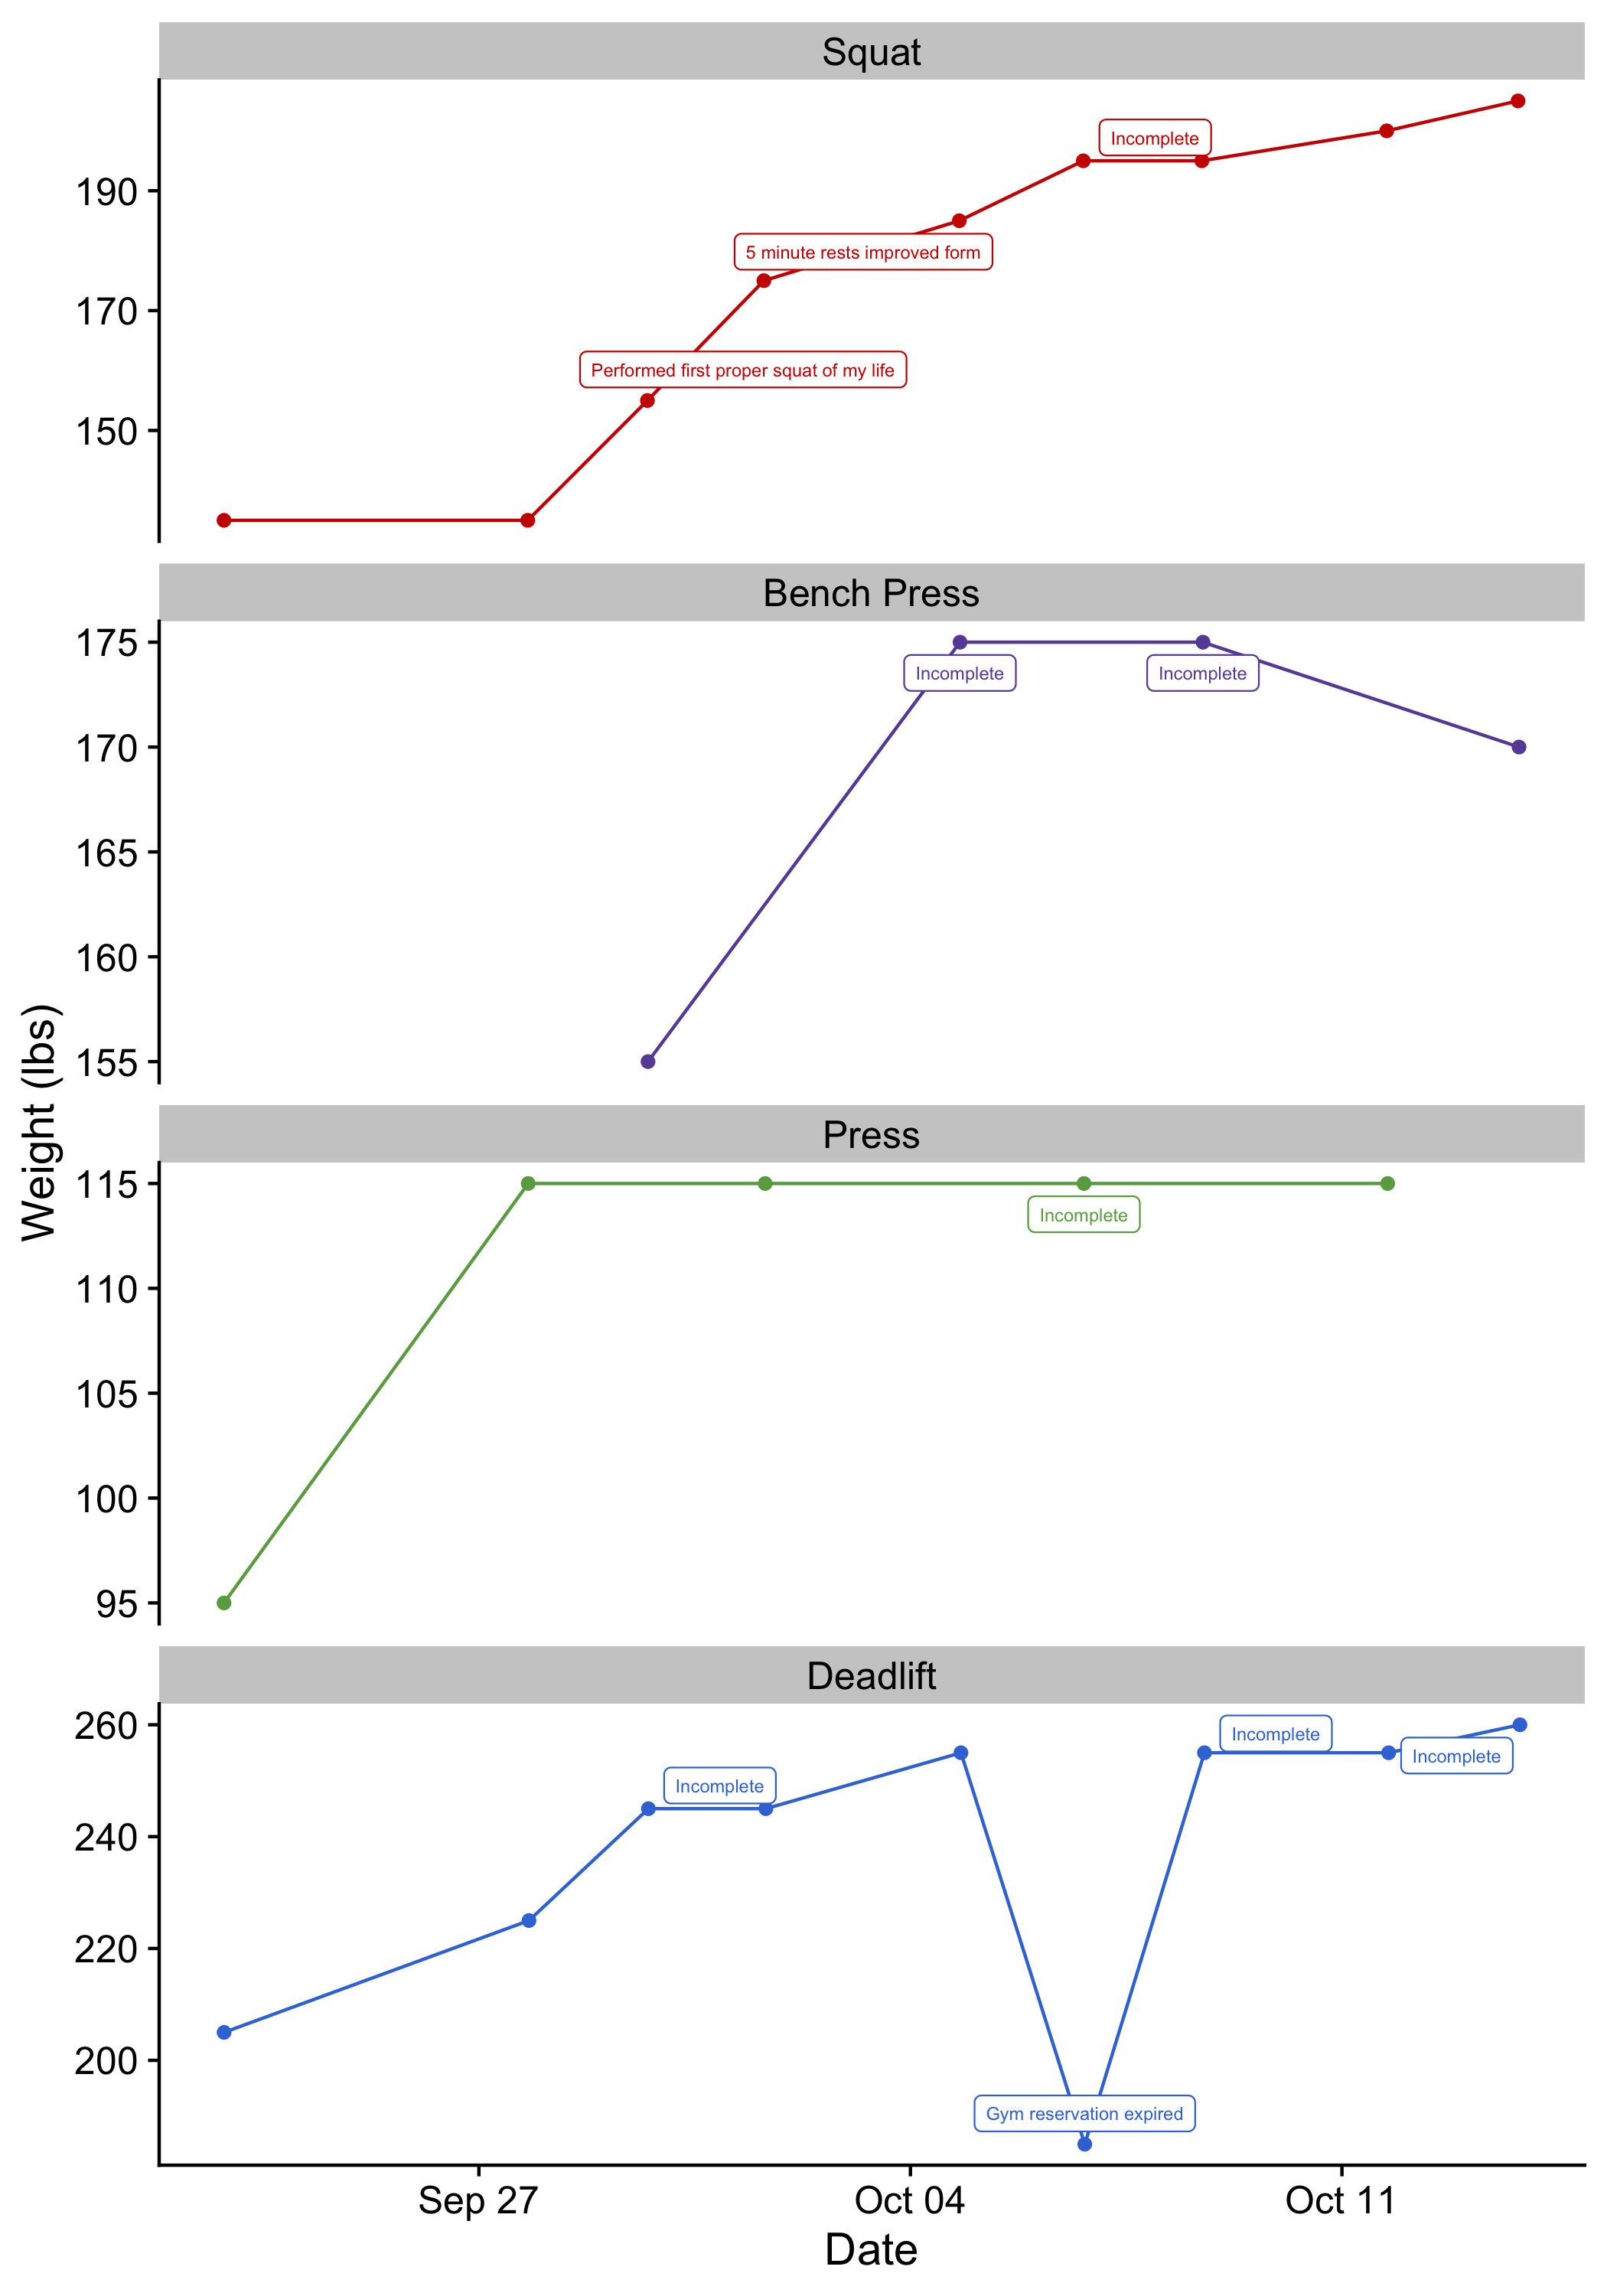 Squat
190
170
150
Incomplete
5 minute rests improved form
Performed first proper squat of my life
Bench Press
175
170
165
160
155
Incomplete
Incomplete
Weight (lbs)
Press
115
110
105
100
95
Incomplete
Deadlift
260
240
220
200
Incomplete
Incomplete
Incomplete
Gym reservation expired
Sep 27
Oct 04
Oct 11
Date